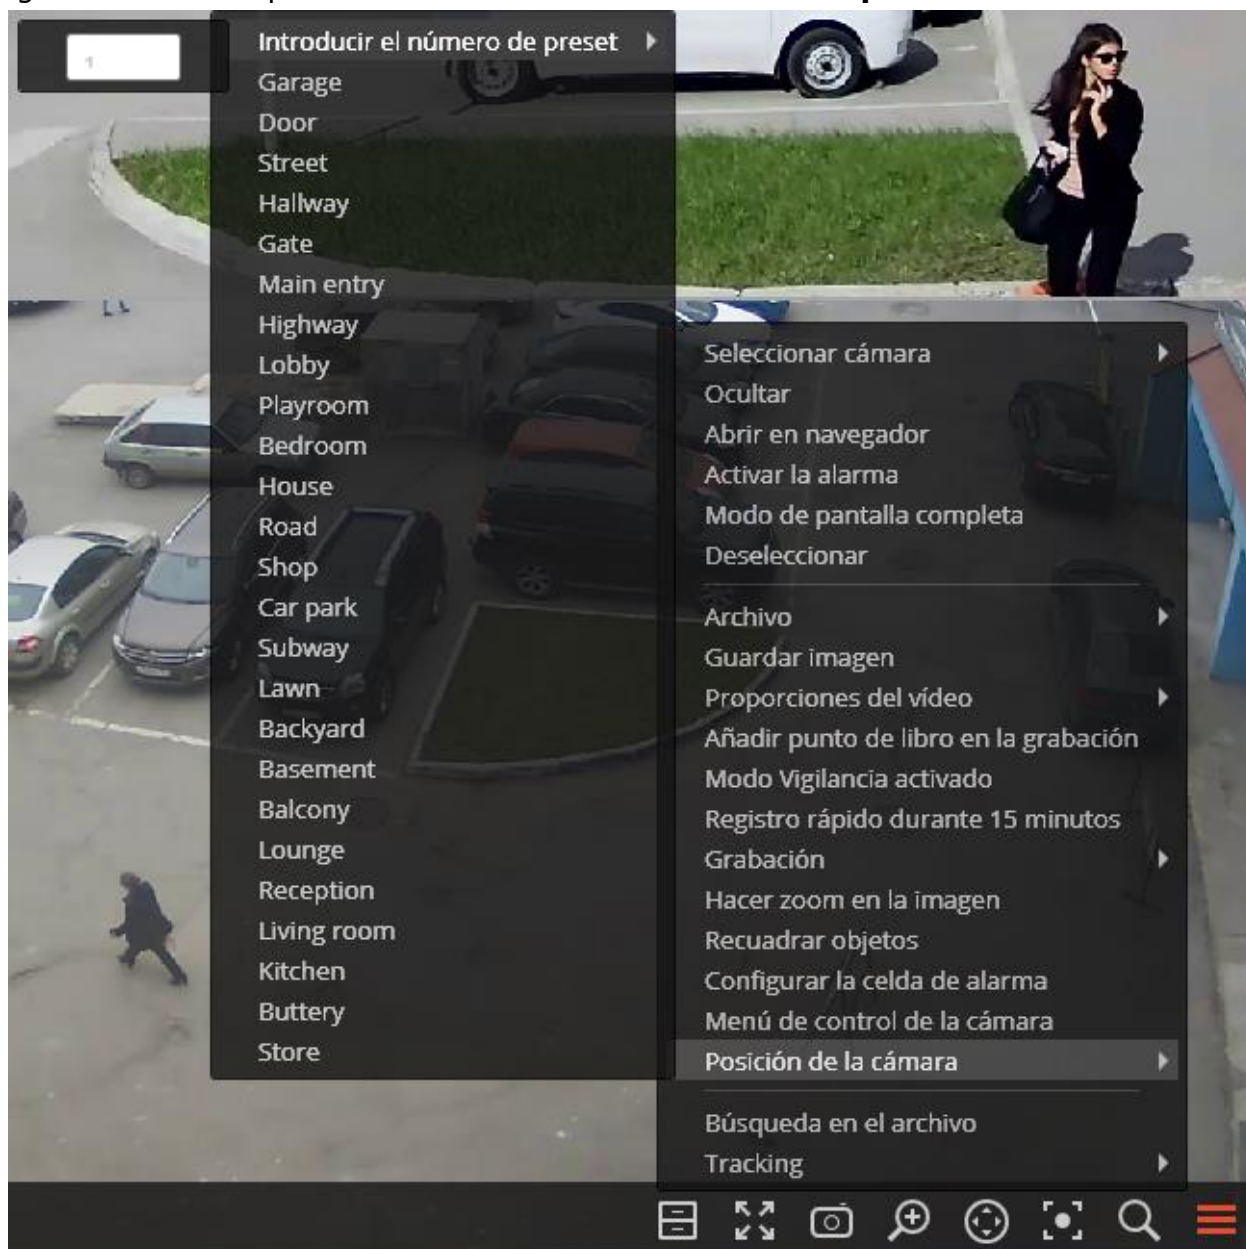 1
Introducir el número de preset
Garage
Door
Street
Hallway
Gate
Main entry
Highway
Lobby
Playroom
Bedroom
House
Road
Shop
Car park
Subway
Lawn
Backyard
Basement
Balcony
Lounge
Reception
Living room
Kitchen
Buttery
Store
Seleccionar cámara
Ocultar
Abrir en navegador
Activar la alarma
Modo de pantalla completa
Deseleccionar
Archivo
Guardar imagen
Proporciones del vídeo
Añadir punto de libro en la grabación
Modo Vigilancia activado
Registro rápido durante 15 minutos
Grabación
Hacer zoom en la imagen
Recuadrar objetos
Configurar la celda de alarma
Menú de control de la cámara
Posición de la cámara
Búsqueda en el archivo
Tracking